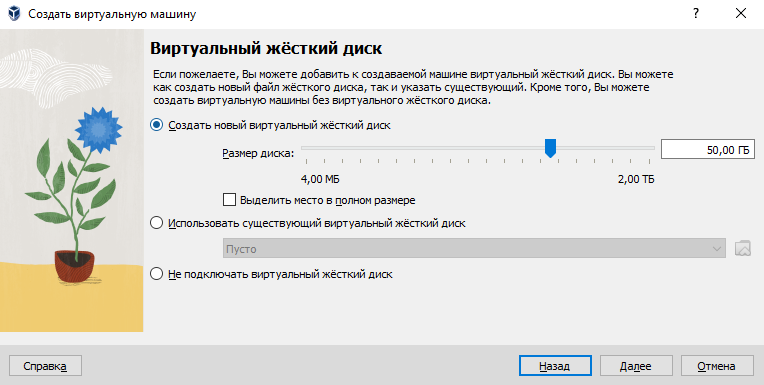 Создать виртуальную машину
?
Виртуальный жёсткий диск
Если пожелаете, Вы можете добавить к создаваемой машине виртуальный жёсткий диск. Вы можете
как создать новый файл жёсткого диска, так и указать существующий. Кроме того, Вы можете
создать виртуальную машины без виртуального жёсткого диска.
Создать новый виртуальный жёсткий диск
Размер диска:
50,00 ГБ
4,00 МБ
2,00 ТБ
Выделить место в полном размере
Использовать существующий виртуальный жёсткий диск
Пусто
Не подключать виртуальный жёсткий диск
Справка
Назад
Далее
Отмена